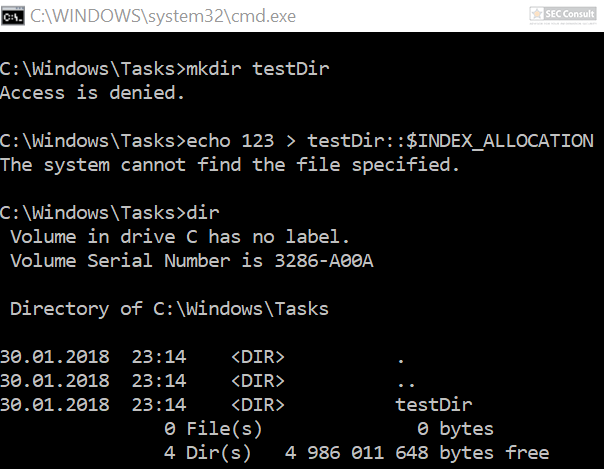 C:\WINDOWS\system32\cmd.exe
SEC Consult
C:\Windows\Tasks>mkdir testDir
Access is denied.
C:\Windows\Tasks>echo 123 > testDir::$INDEX_ALLOCATION
The system cannot find the file specified.
C:\Windows\Tasks>dir
Volume in drive C has no label.
Volume Serial Number is 3286-A00A
Directory of C:\Windows\Tasks
30.01.2018 23:14 <DIR> .
30.01.2018 23:14 <DIR> ..
30.01.2018 23:14 <DIR> testDir
0 File(s) 0 bytes
4 Dir(s) 4 986 011 648 bytes free